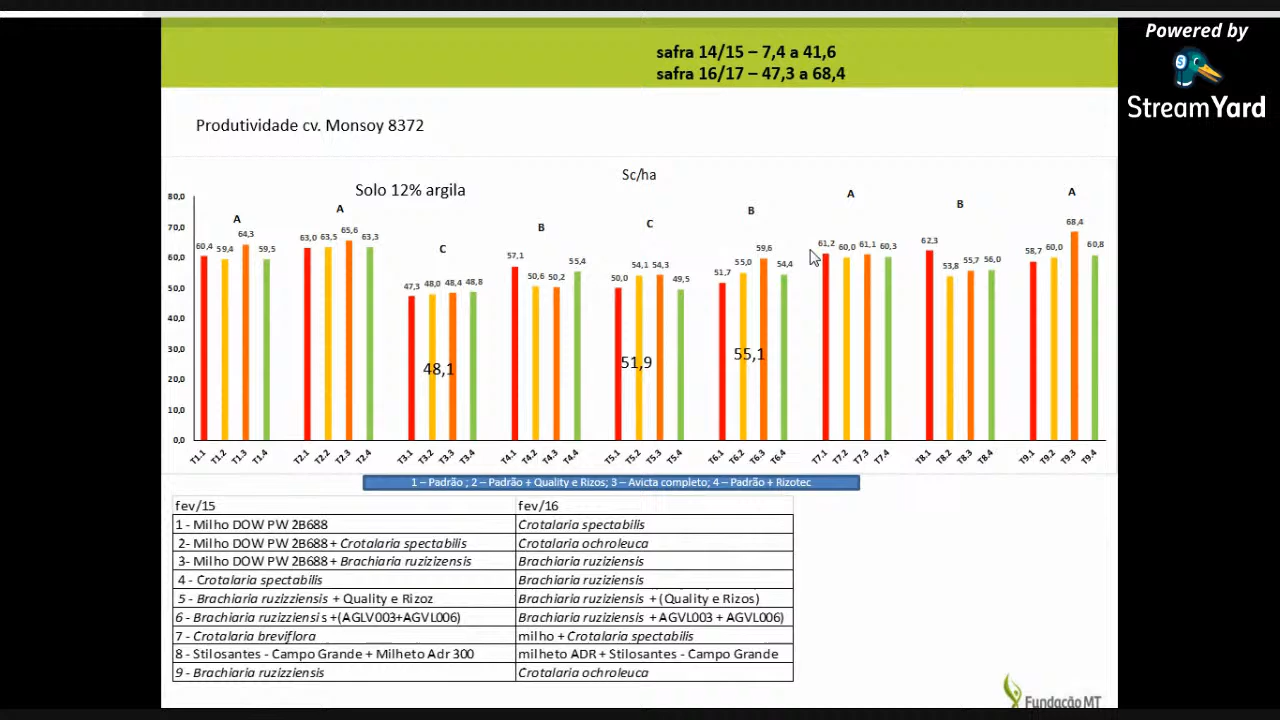 safra 14/15 – 7,4 a 41,6
safra 16/17 – 47,3 a 68,4
Powered by
StreamYard
Produtividade cv. Monsoy 8372
Sc/ha
Solo 12% argila
A A C B C B A B A
80,0
70,0
60,0
50,0
40,0
30,0
20,0
10,0
0,0
60,4 59,4 64,3 59,5
63,0 63,5 65,6 63,3
47,3 48,0 48,4 48,8
57,1 50,6 50,2 55,4
50,0 54,1 54,3 49,5
51,7 55,0 59,6 54,4
61,2 60,0 61,1 60,3
62,3 53,8 55,7 56,0
58,7 60,0 68,4 60,8
48,1 51,9 55,1
T1.1 T1.2 T1.3 T1.4 T2.1 T2.2 T2.3 T2.4 T3.1 T3.2 T3.3 T3.4 T4.1 T4.2 T4.3 T4.4 T5.1 T5.2 T5.3 T5.4 T6.1 T6.2 T6.3 T6.4 T7.1 T7.2 T7.3 T7.4 T8.1 T8.2 T8.3 T8.4 T9.1 T9.2 T9.3 T9.4
1 – Padrão ; 2 – Padrão + Quality e Rizos; 3 – Avicta completo; 4 – Padrão + Rizotec
fev/15 fev/16
1 - Milho DOW PW 2B688 Crotalaria spectabilis
2- Milho DOW PW 2B688 + Crotalaria spectabilis Crotalaria ochroleuca
3- Milho DOW PW 2B688 + Brachiaria ruzizizensis Brachiaria ruziziensis
4 - Crotalaria spectabilis Brachiaria ruziziensis
5 - Brachiaria ruzizziensis + Quality e Rizoz Brachiaria ruziziensis + (Quality e Rizos)
6 - Brachiaria ruzizziensi s +(AGLV003+AGVL006) Brachiaria ruziziensis + AGVL003 + AGVL006)
7 - Crotalaria breviflora milho + Crotalaria spectabilis
8 - Stilosantes - Campo Grande + Milheto Adr 300 milheto ADR + Stilosantes - Campo Grande
9 - Brachiaria ruzizziensis Crotalaria ochroleuca
Fundação MT